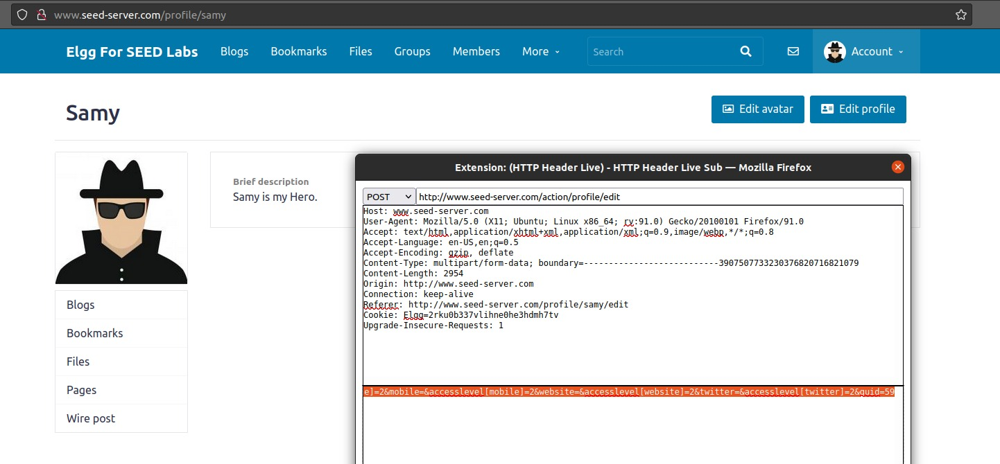 www.seed-server.com/profile/samy
Elgg For SEED Labs Blogs Bookmarks Files Groups Members More Search Account
Samy
Edit avatar Edit profile
Brief description
Samy is my Hero.
Blogs
Bookmarks
Files
Pages
Wire post
Extension: (HTTP Header Live) - HTTP Header Live Sub — Mozilla Firefox
POST http://www.seed-server.com/action/profile/edit
Host: www.seed-server.com
User-Agent: Mozilla/5.0 (X11; Ubuntu; Linux x86_64; rv:91.0) Gecko/20100101 Firefox/91.0
Accept: text/html,application/xhtml+xml,application/xml;q=0.9,image/webp,*/*;q=0.8
Accept-Language: en-US,en;q=0.5
Accept-Encoding: gzip, deflate
Content-Type: multipart/form-data; boundary=---------------------------3907507733230376820716821079
Content-Length: 2954
Origin: http://www.seed-server.com
Connection: keep-alive
Referer: http://www.seed-server.com/profile/samy/edit
Cookie: Elgg=2rku0b337vlihne0he3hdmh7tv
Upgrade-Insecure-Requests: 1
e]=2&mobile=&accesslevel[mobile]=2&website=&accesslevel[website]=2&twitter=&accesslevel[twitter]=2&guid=59